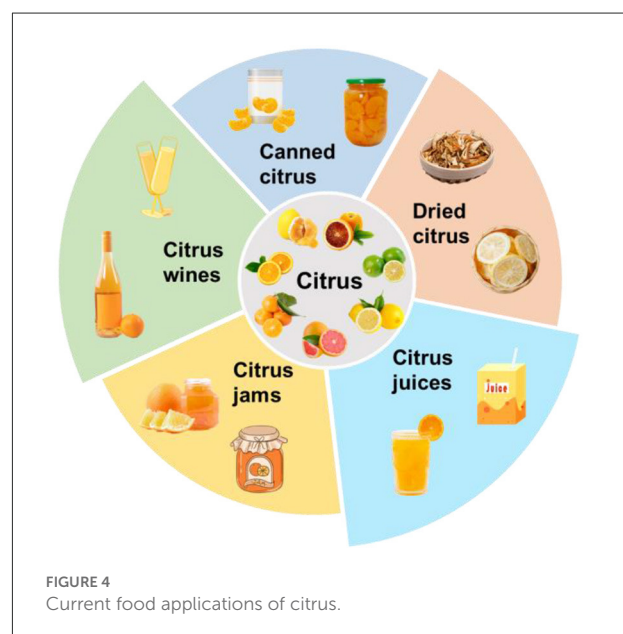 Canned
citrus
Dried
citrus
Citrus
wines
Citrus
Citrus
juices
juice
Citrus
jams
FIGURE 4
Current food applications of citrus.